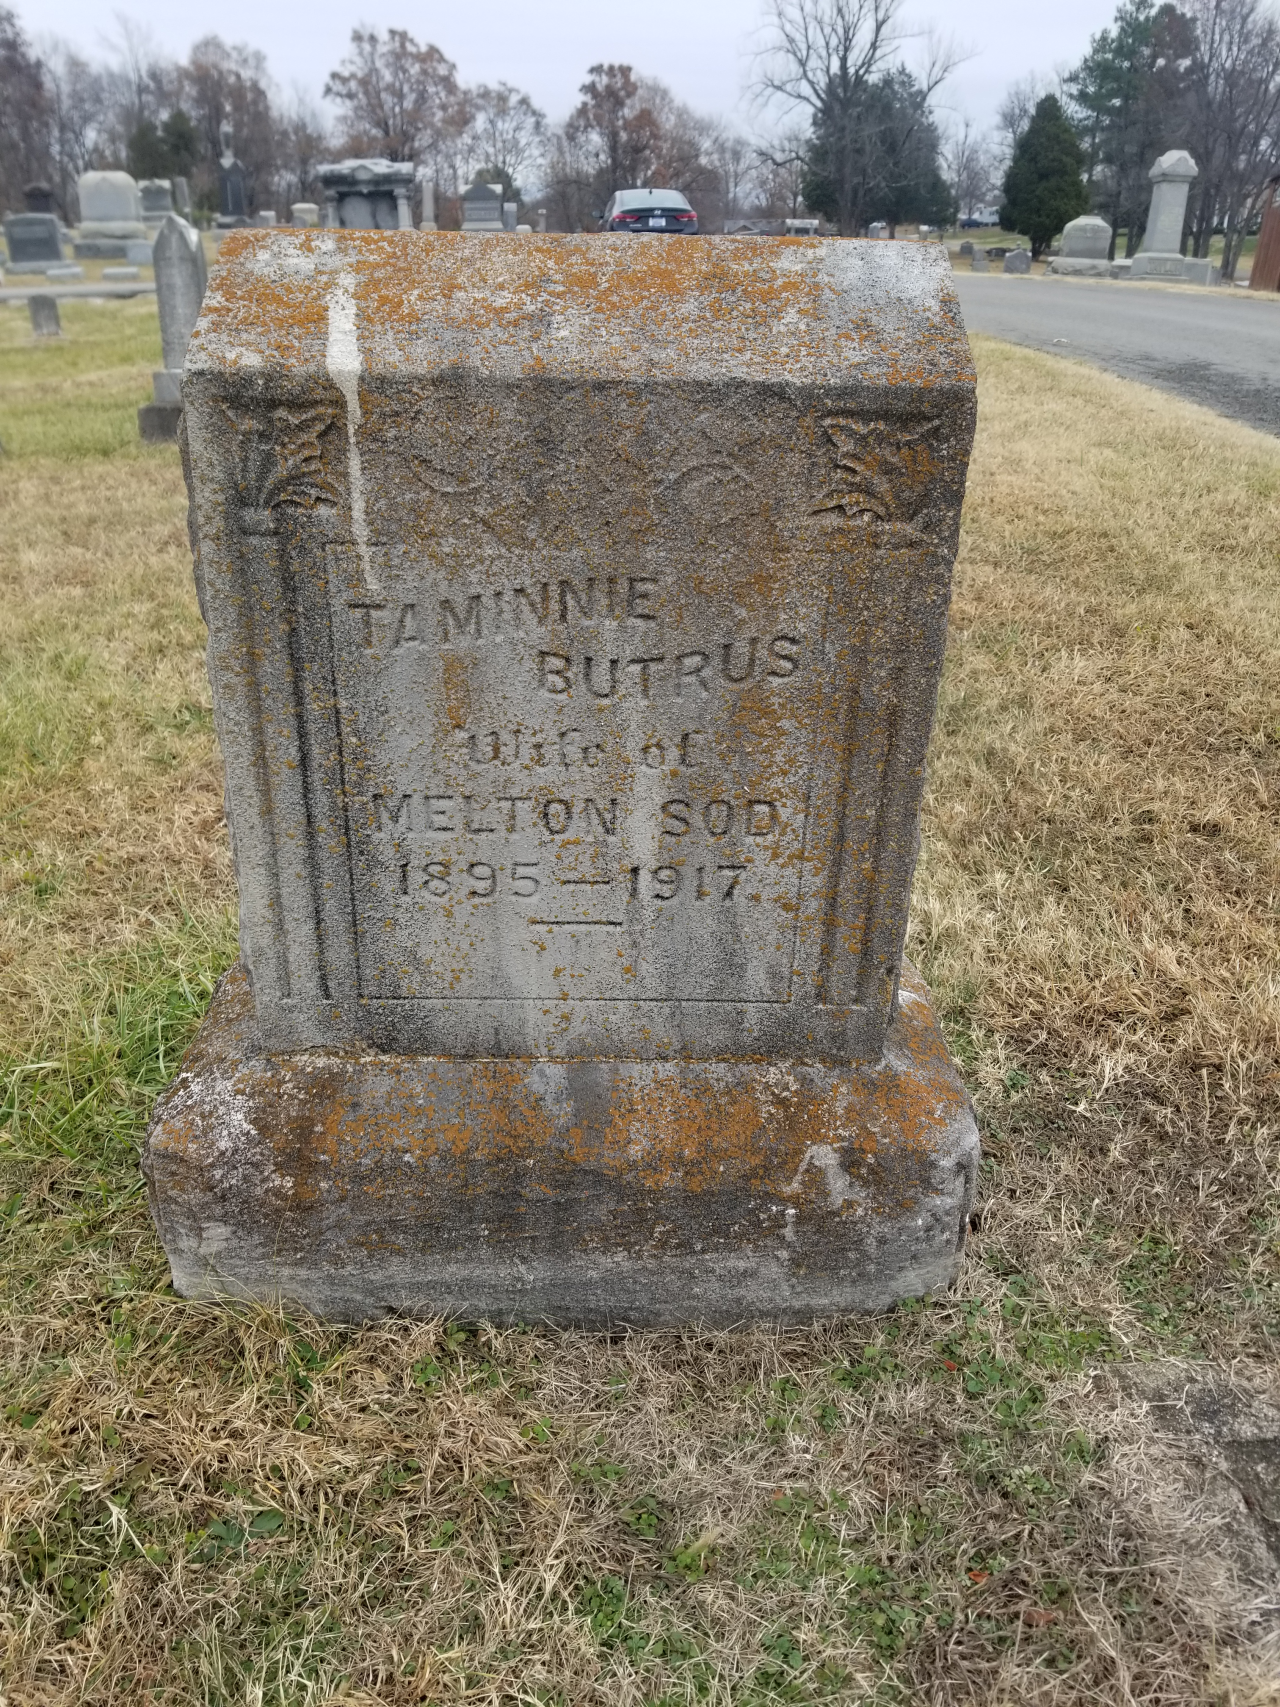 TAMINNIE
BUTRUS
Wife of
MELTON SOD
1895 — 1917.